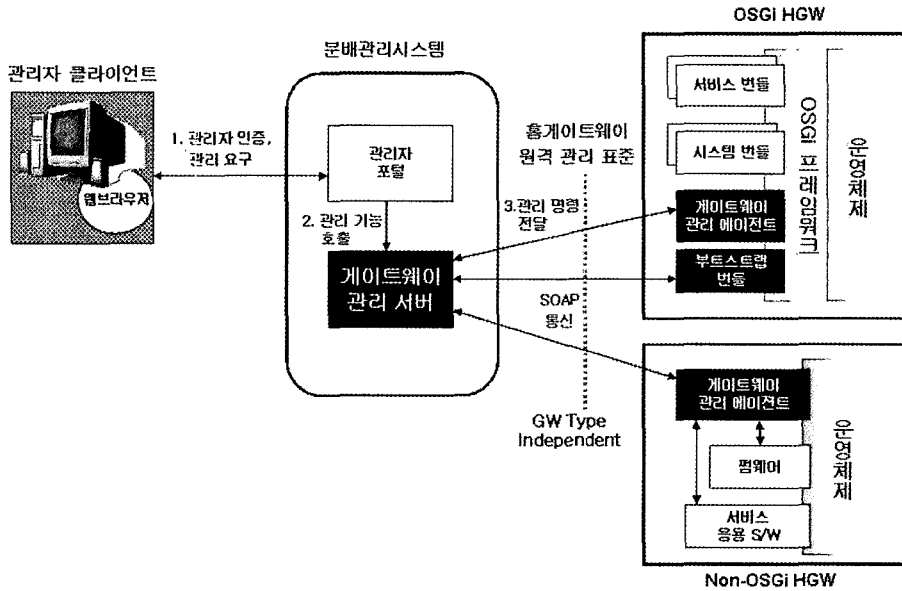 관리자 클라이언트
웹브라우저
1. 관리자 인증,
관리 요구
분배관리시스템
관리자
포털
2. 관리 기능
호출
게이트웨이
관리 서버
홈게이트웨이
원격 관리 표준
3.관리 명령
전달
SOAP
통신
GW Type
Independent
OSGi HGW
서비스 번들
시스템 번들
게이트웨이
관리 에이전트
부트스트랩
번들
OSGi 프레임워크
운영체제
게이트웨이
관리 에이전트
펌웨어
서비스
응용 S/W
운영체제
Non-OSGi HGW